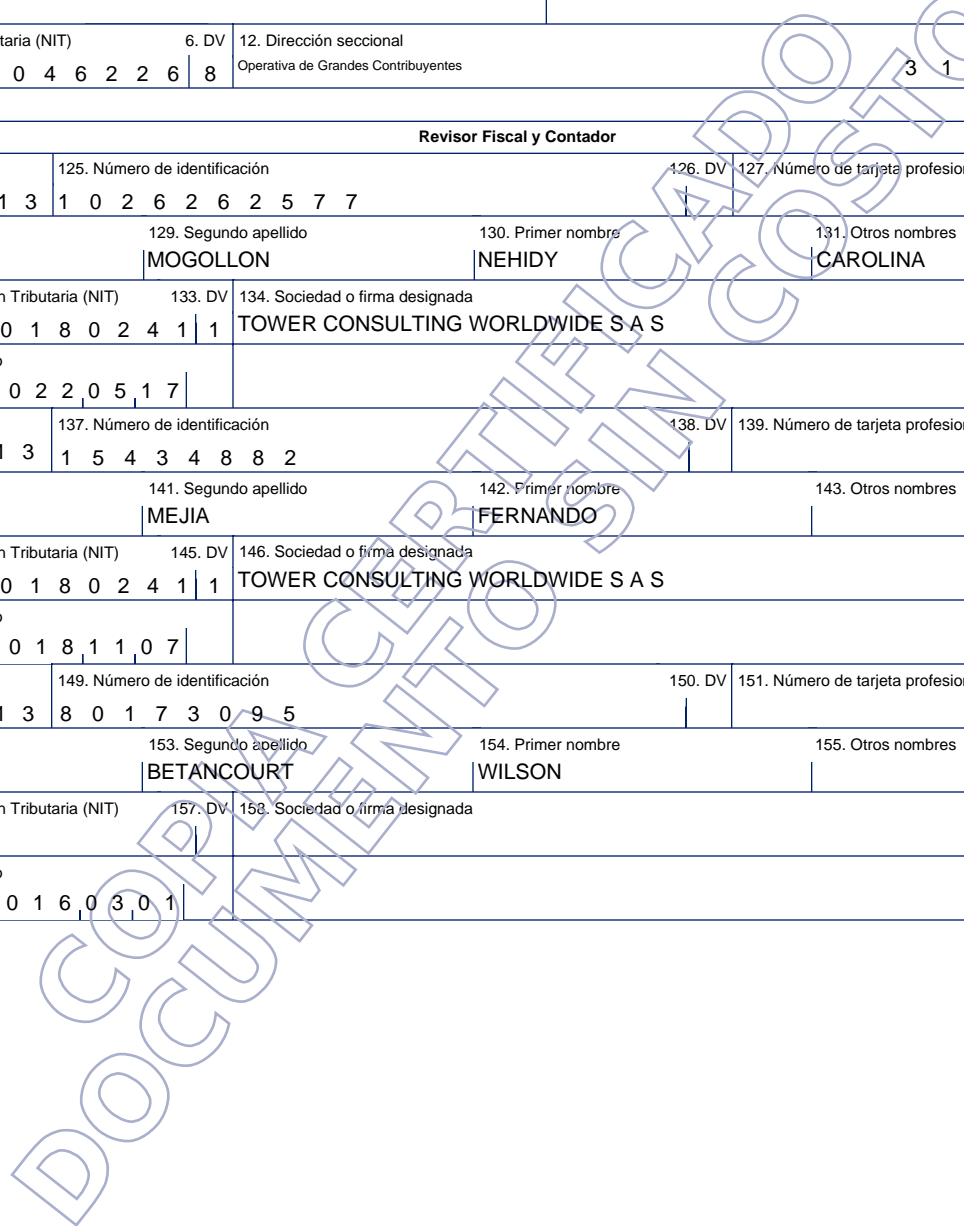 taria (NIT) 6. DV 12. Dirección seccional
0 4 6 2 2 6 8 Operativa de Grandes Contribuyentes 3 1
Revisor Fiscal y Contador
125. Número de identificación 126. DV 127. Número de tarjeta profesion
1 3 1 0 2 6 2 6 2 5 7 7
129. Segundo apellido 130. Primer nombre 131. Otros nombres
MOGOLLON NEHIDY CAROLINA
n Tributaria (NIT) 133. DV 134. Sociedad o firma designada
0 1 8 0 2 4 1 1 TOWER CONSULTING WORLDWIDE S A S
o
0 2 2 0 5 1 7
137. Número de identificación 138. DV 139. Número de tarjeta profesion
1 3 1 5 4 3 4 8 8 2
141. Segundo apellido 142. Primer nombre 143. Otros nombres
MEJIA FERNANDO
n Tributaria (NIT) 145. DV 146. Sociedad o firma designada
0 1 8 0 2 4 1 1 TOWER CONSULTING WORLDWIDE S A S
o
0 1 8 1 1 0 7
149. Número de identificación 150. DV 151. Número de tarjeta profesion
1 3 8 0 1 7 3 0 9 5
153. Segundo apellido 154. Primer nombre 155. Otros nombres
BETANCOURT WILSON
n Tributaria (NIT) 157. DV 158. Sociedad o firma designada
o
0 1 6 0 3 0 1
COPIA CERTIFICADO
DOCUMENTO SIN COSTO